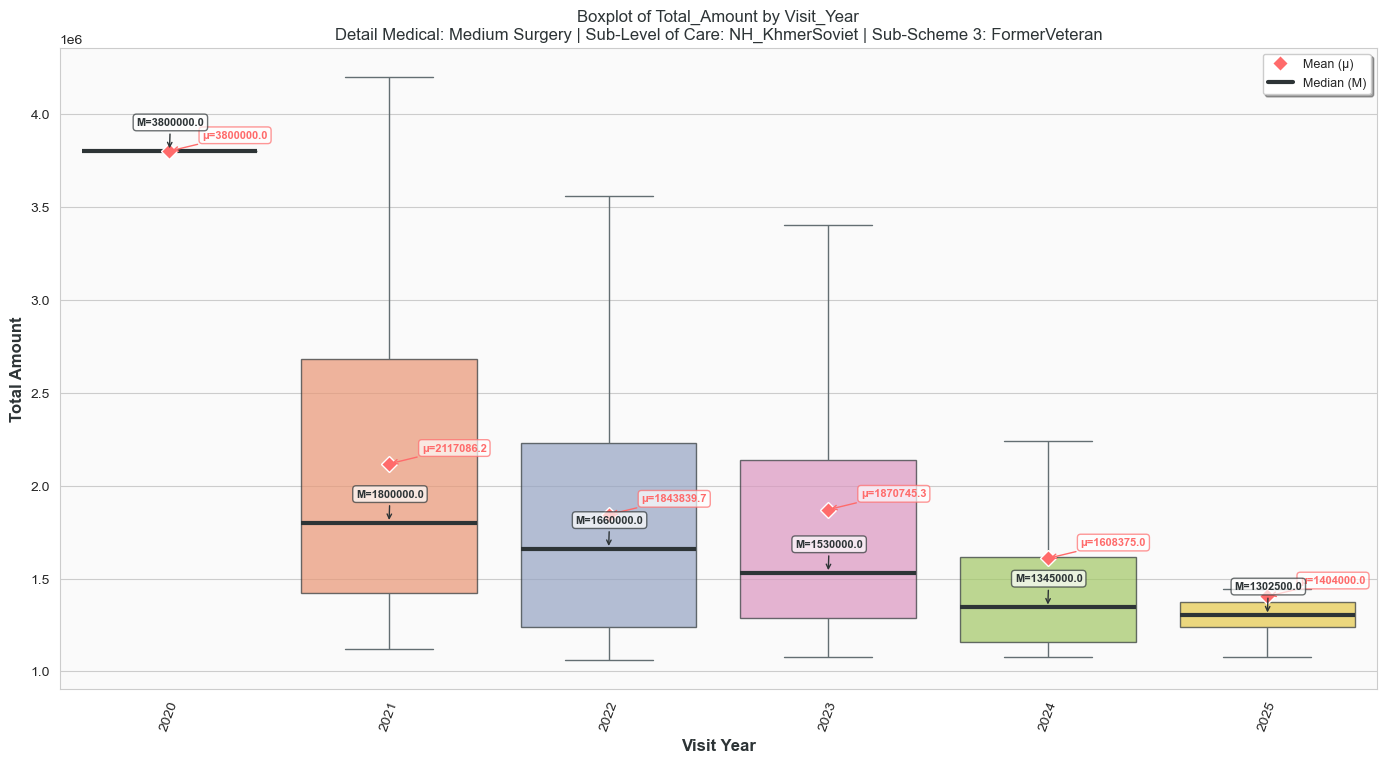 Boxplot of Total_Amount by Visit_Year
Detail Medical: Medium Surgery | Sub-Level of Care: NH_KhmerSoviet | Sub-Scheme 3: FormerVeteran
1e6
Mean (μ)
Median (M)
4.0
3.5
3.0
2.5
2.0
1.5
1.0
Total Amount
M=3800000.0
μ=3800000.0
μ=2117086.2
M=1800000.0
μ=1843839.7
M=1660000.0
μ=1870745.3
M=1530000.0
μ=1608375.0
M=1345000.0
μ=1404000.0
M=1302500.0
2020
2021
2022
2023
2024
2025
Visit Year